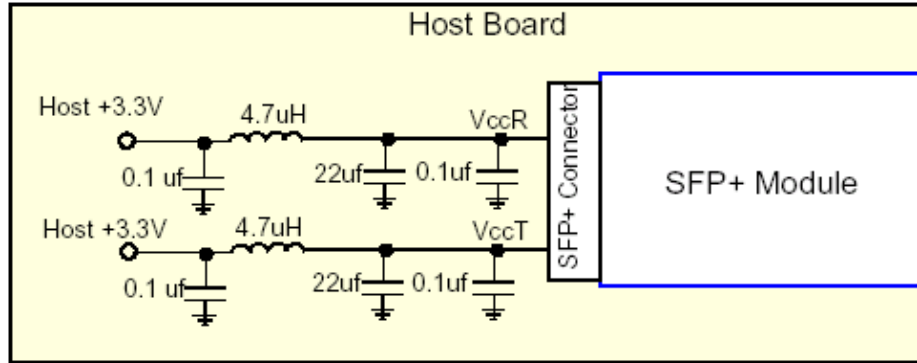 Host Board
Host +3.3V
4.7uH
VccR
0.1 uf
22uf
0.1uf
Host +3.3V
4.7uH
VccT
0.1 uf
22uf
0.1uf
SFP+ Connector
SFP+ Module